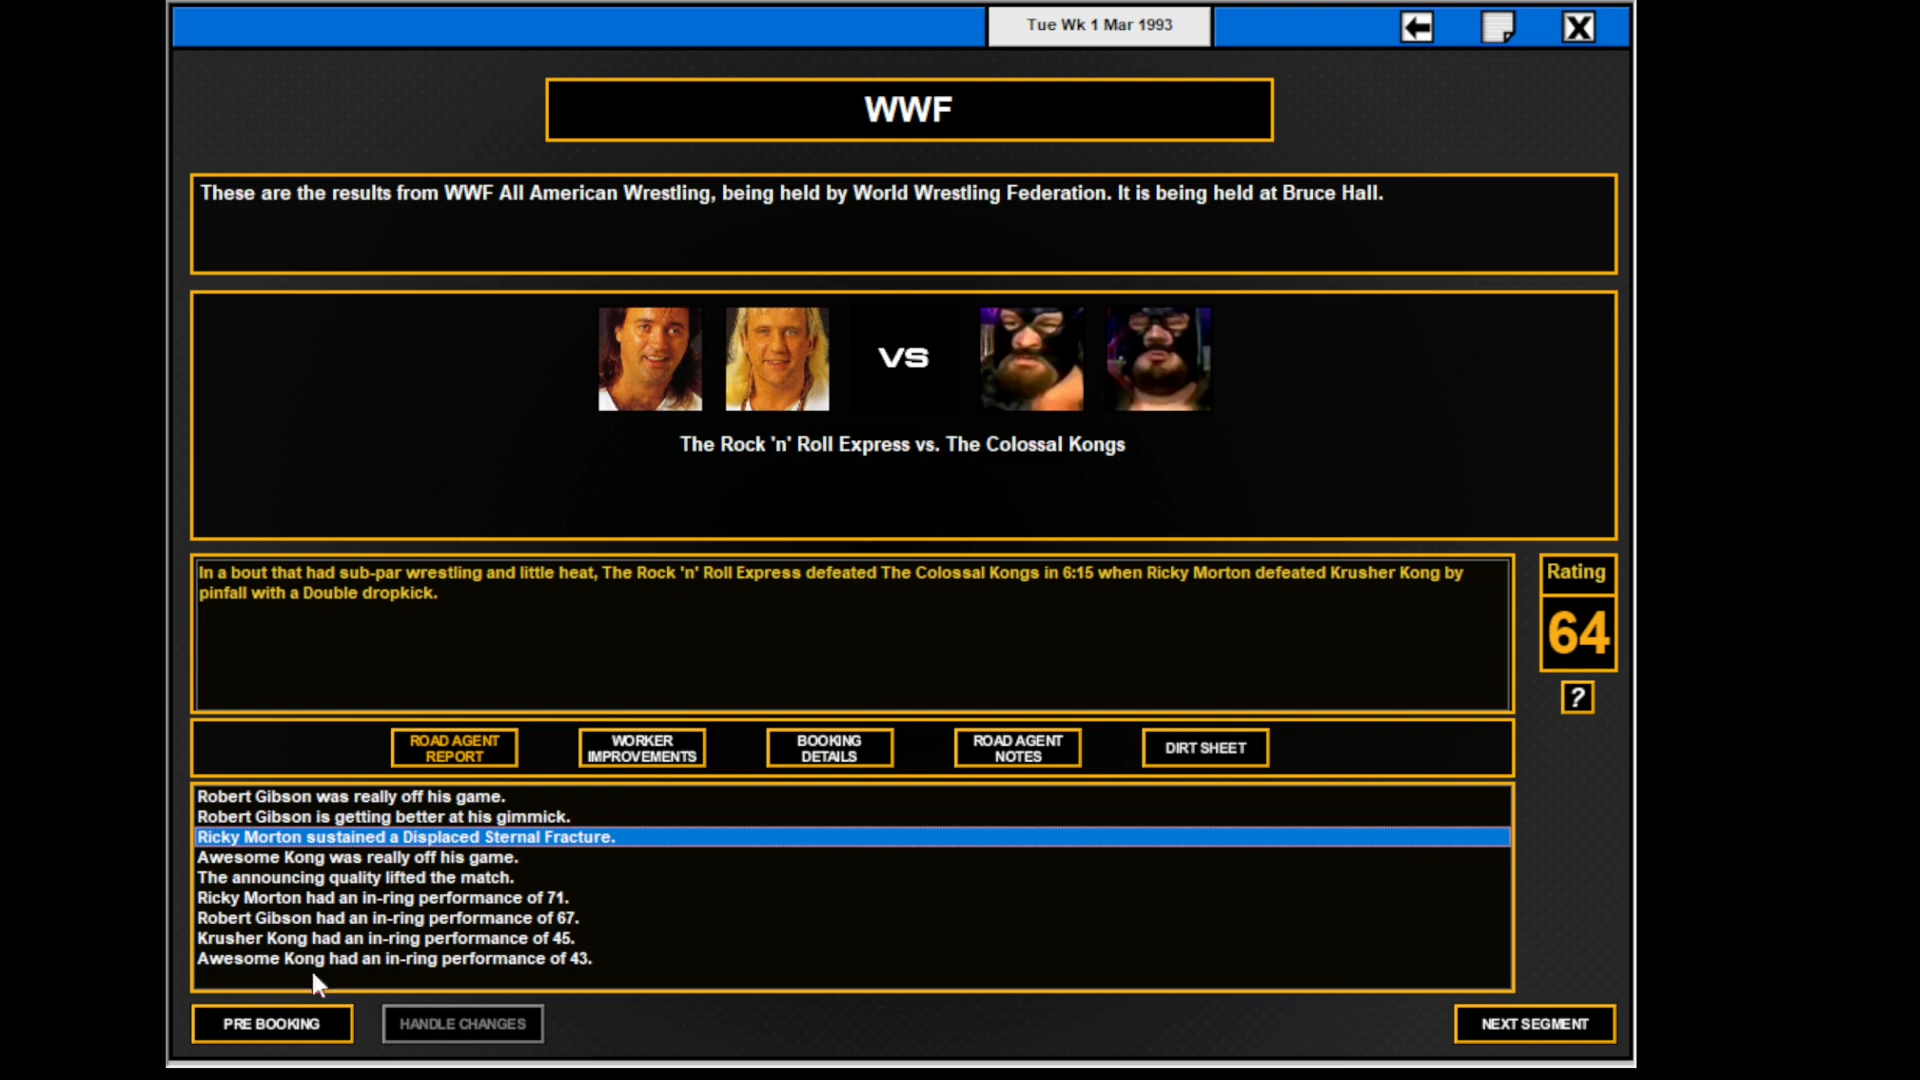 Tue Wk 1 Mar 1993
WWF
These are the results from WWF All American Wrestling, being held by World Wrestling Federation. It is being held at Bruce Hall.
VS
The Rock 'n' Roll Express vs. The Colossal Kongs
In a bout that had sub-par wrestling and little heat, The Rock 'n' Roll Express defeated The Colossal Kongs in 6:15 when Ricky Morton defeated Krusher Kong by
pinfall with a Double dropkick.
Rating
64
?
ROAD AGENT
REPORT
WORKER
IMPROVEMENTS
BOOKING
DETAILS
ROAD AGENT
NOTES
DIRT SHEET
Robert Gibson was really off his game.
Robert Gibson is getting better at his gimmick.
Ricky Morton sustained a Displaced Sternal Fracture.
Awesome Kong was really off his game.
The announcing quality lifted the match.
Ricky Morton had an in-ring performance of 71.
Robert Gibson had an in-ring performance of 67.
Krusher Kong had an in-ring performance of 45.
Awesome Kong had an in-ring performance of 43.
PRE BOOKING
HANDLE CHANGES
NEXT SEGMENT